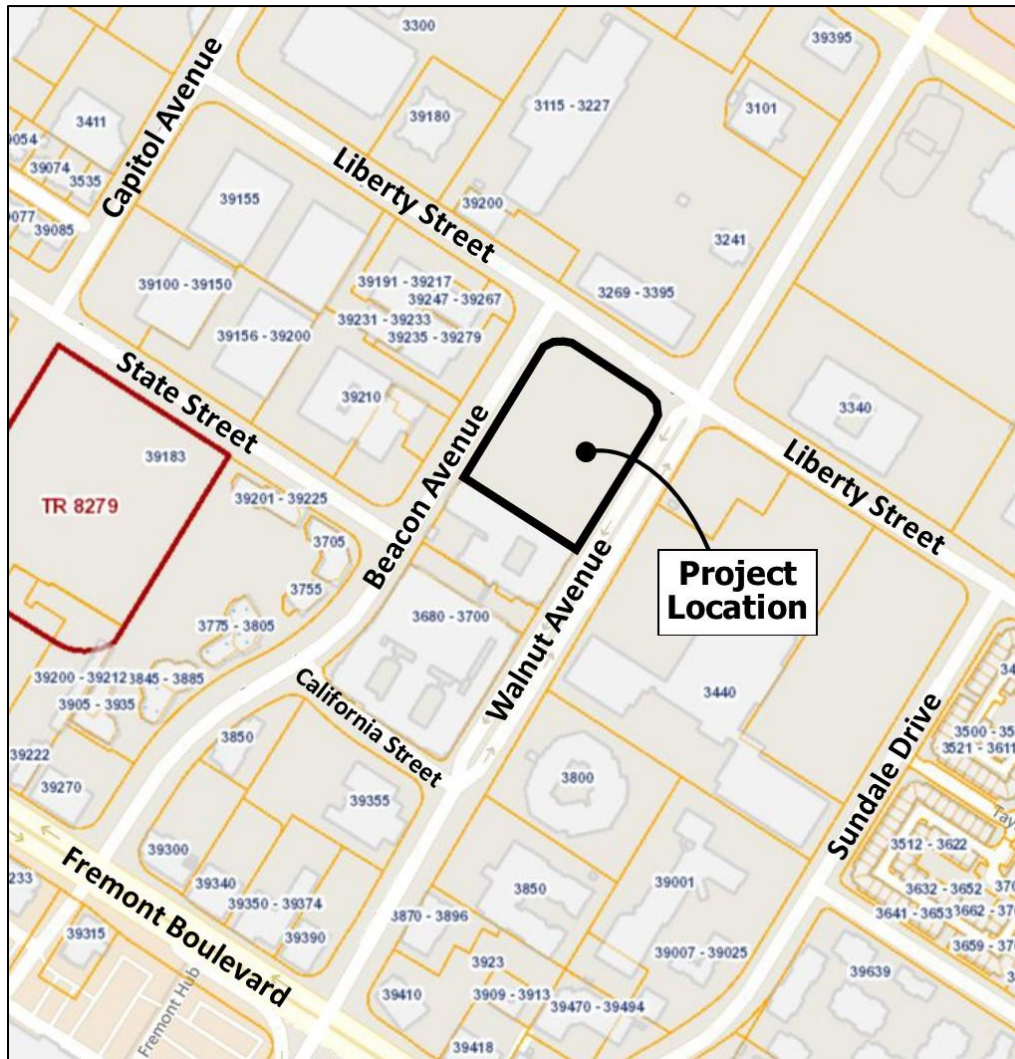 3300
39395
3115 - 3227
39180
3101
3411
Capitol Avenue
39074
3535
39085
39155
Liberty Street
39200
3241
39100 - 39150
39191 - 39217
39247 - 39267
3269 - 3395
39231 - 39233
39235 - 39279
39156 - 39200
State Street
39210
Beacon Avenue
3340
39183
TR 8279
39201 - 39225
3705
3755
Liberty Street
Project
Location
Walnut Avenue
3775 - 3805
3680 - 3700
39200 - 39212
3845 - 3885
3905 - 3935
California Street
3440
Sundale Drive
39222
39270
3850
39355
3800
3521 - 3611
3512 - 3622
39300
39340
39350 - 39374
39390
Fremont Boulevard
39315
3850
39001
3870 - 3896
3632 - 3652
3641 - 3653
3923
39007 - 39025
39410
3909 - 3913
39470 - 39494
39639
39418
Fremont Hub